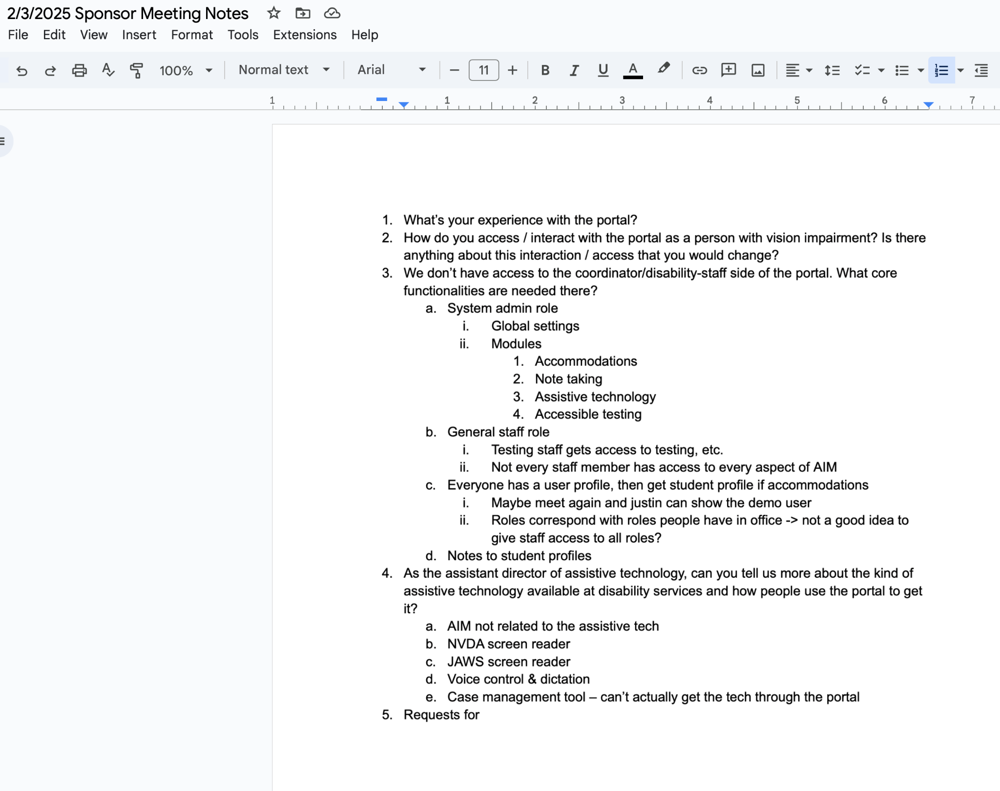 2/3/2025 Sponsor Meeting Notes
File Edit View Insert Format Tools Extensions Help
100% Normal text Arial 11 B I U A
1 1 2 3 4 5 6 7
1. What’s your experience with the portal?
2. How do you access / interact with the portal as a person with vision impairment? Is there
anything about this interaction / access that you would change?
3. We don’t have access to the coordinator/disability-staff side of the portal. What core
functionalities are needed there?
a. System admin role
i. Global settings
ii. Modules
1. Accommodations
2. Note taking
3. Assistive technology
4. Accessible testing
b. General staff role
i. Testing staff gets access to testing, etc.
ii. Not every staff member has access to every aspect of AIM
c. Everyone has a user profile, then get student profile if accommodations
i. Maybe meet again and justin can show the demo user
ii. Roles correspond with roles people have in office -> not a good idea to
give staff access to all roles?
d. Notes to student profiles
4. As the assistant director of assistive technology, can you tell us more about the kind of
assistive technology available at disability services and how people use the portal to get
it?
a. AIM not related to the assistive tech
b. NVDA screen reader
c. JAWS screen reader
d. Voice control & dictation
e. Case management tool – can’t actually get the tech through the portal
5. Requests for